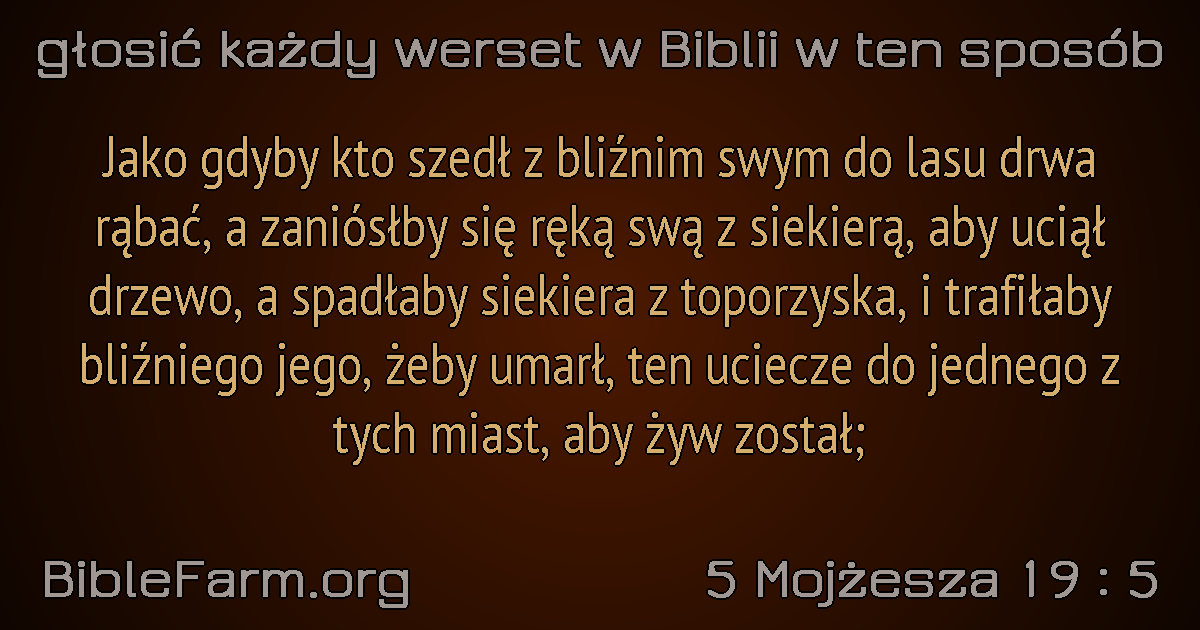 głosić każdy werset w Biblii w ten sposób
Jako gdyby kto szedł z bliźnim swym do lasu drwa
rąbać, a zaniósłby się ręką swą z siekierą, aby uciął
drzewo, a spadłaby siekiera z toporzyska, i trafiłaby
bliźniego jego, żeby umarł, ten uciecze do jednego z
tych miast, aby żyw został;
BibleFarm.org
5 Mojżesza 19 : 5